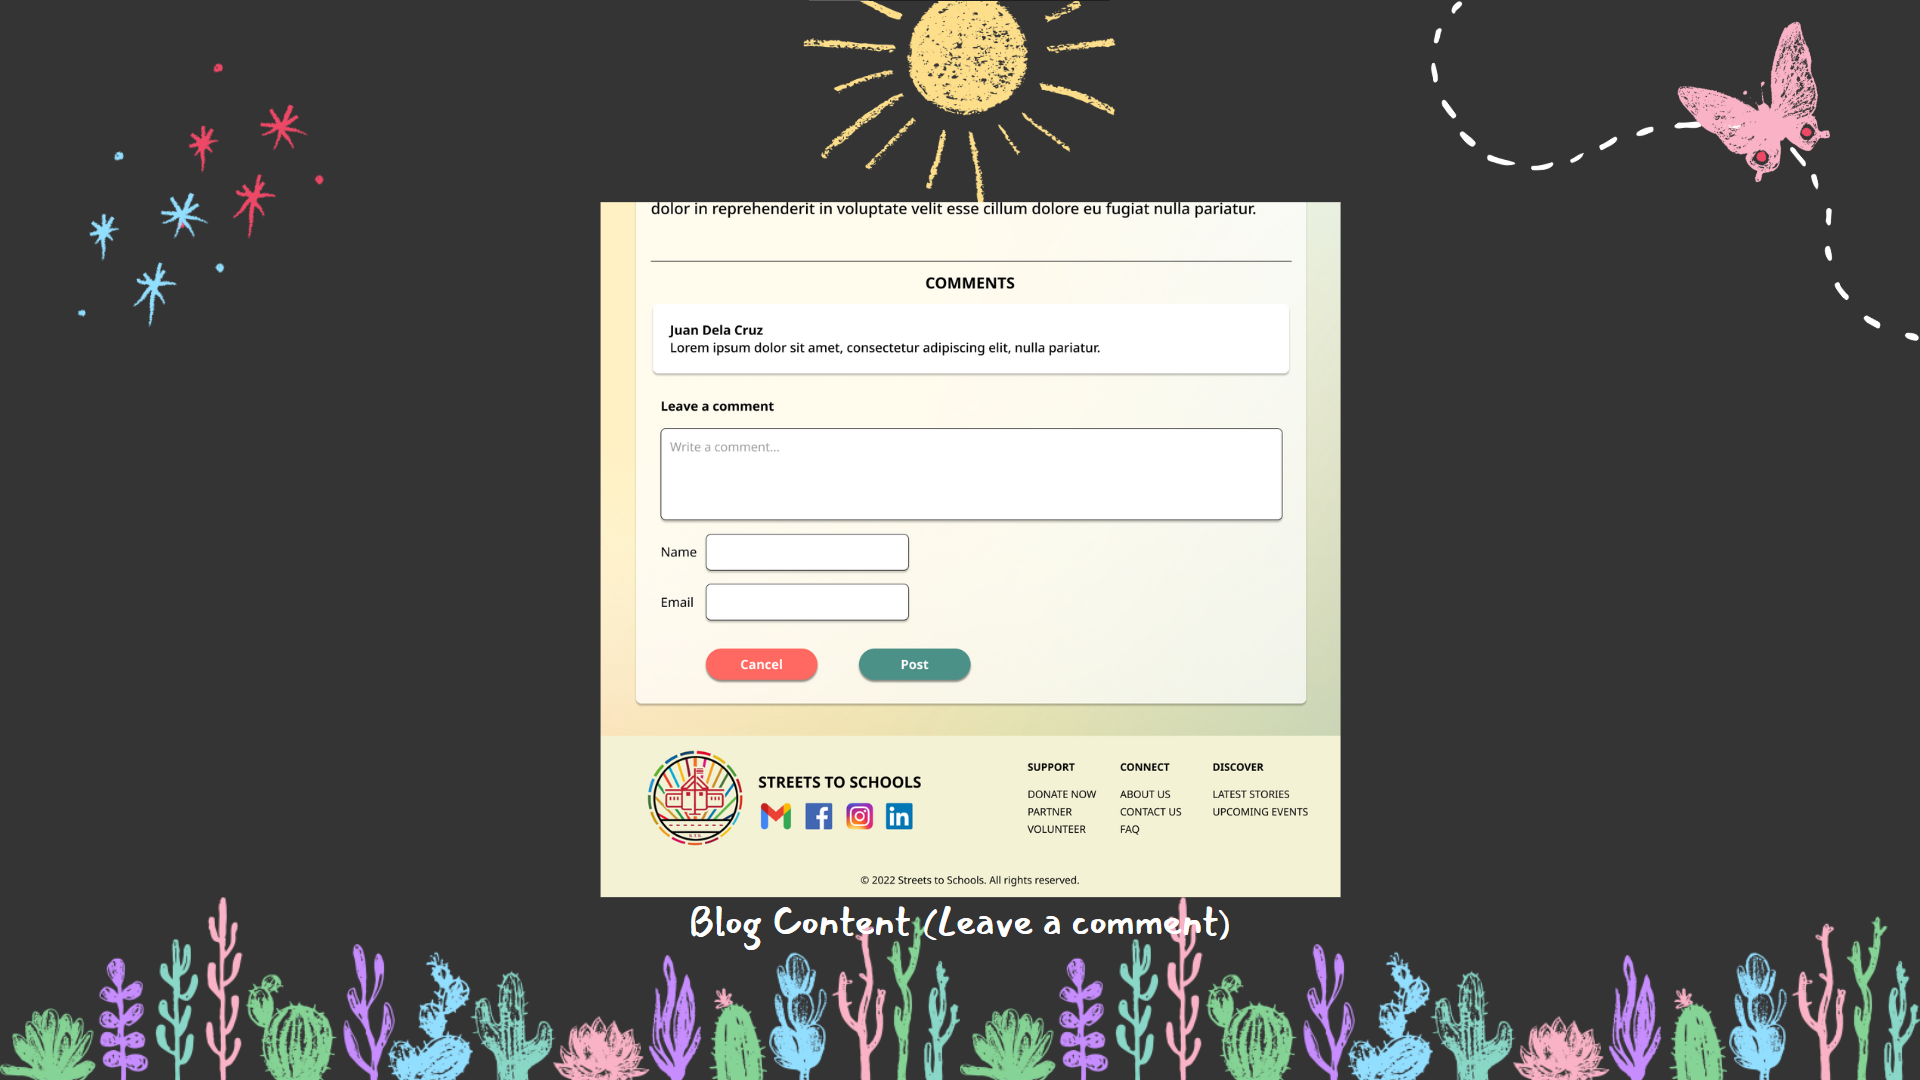 dolor in reprehenderit in voluptate velit esse cillum dolore eu fugiat nulla pariatur.
COMMENTS
Juan Dela Cruz
Lorem ipsum dolor sit amet, consectetur adipiscing elit, nulla pariatur.
Leave a comment
Write a comment...
Name
Email
Cancel
Post
STREETS TO SCHOOLS
SUPPORT
DONATE NOW
PARTNER
VOLUNTEER
CONNECT
ABOUT US
CONTACT US
FAQ
DISCOVER
LATEST STORIES
UPCOMING EVENTS
© 2022 Streets to Schools. All rights reserved.
Blog Content (Leave a comment)